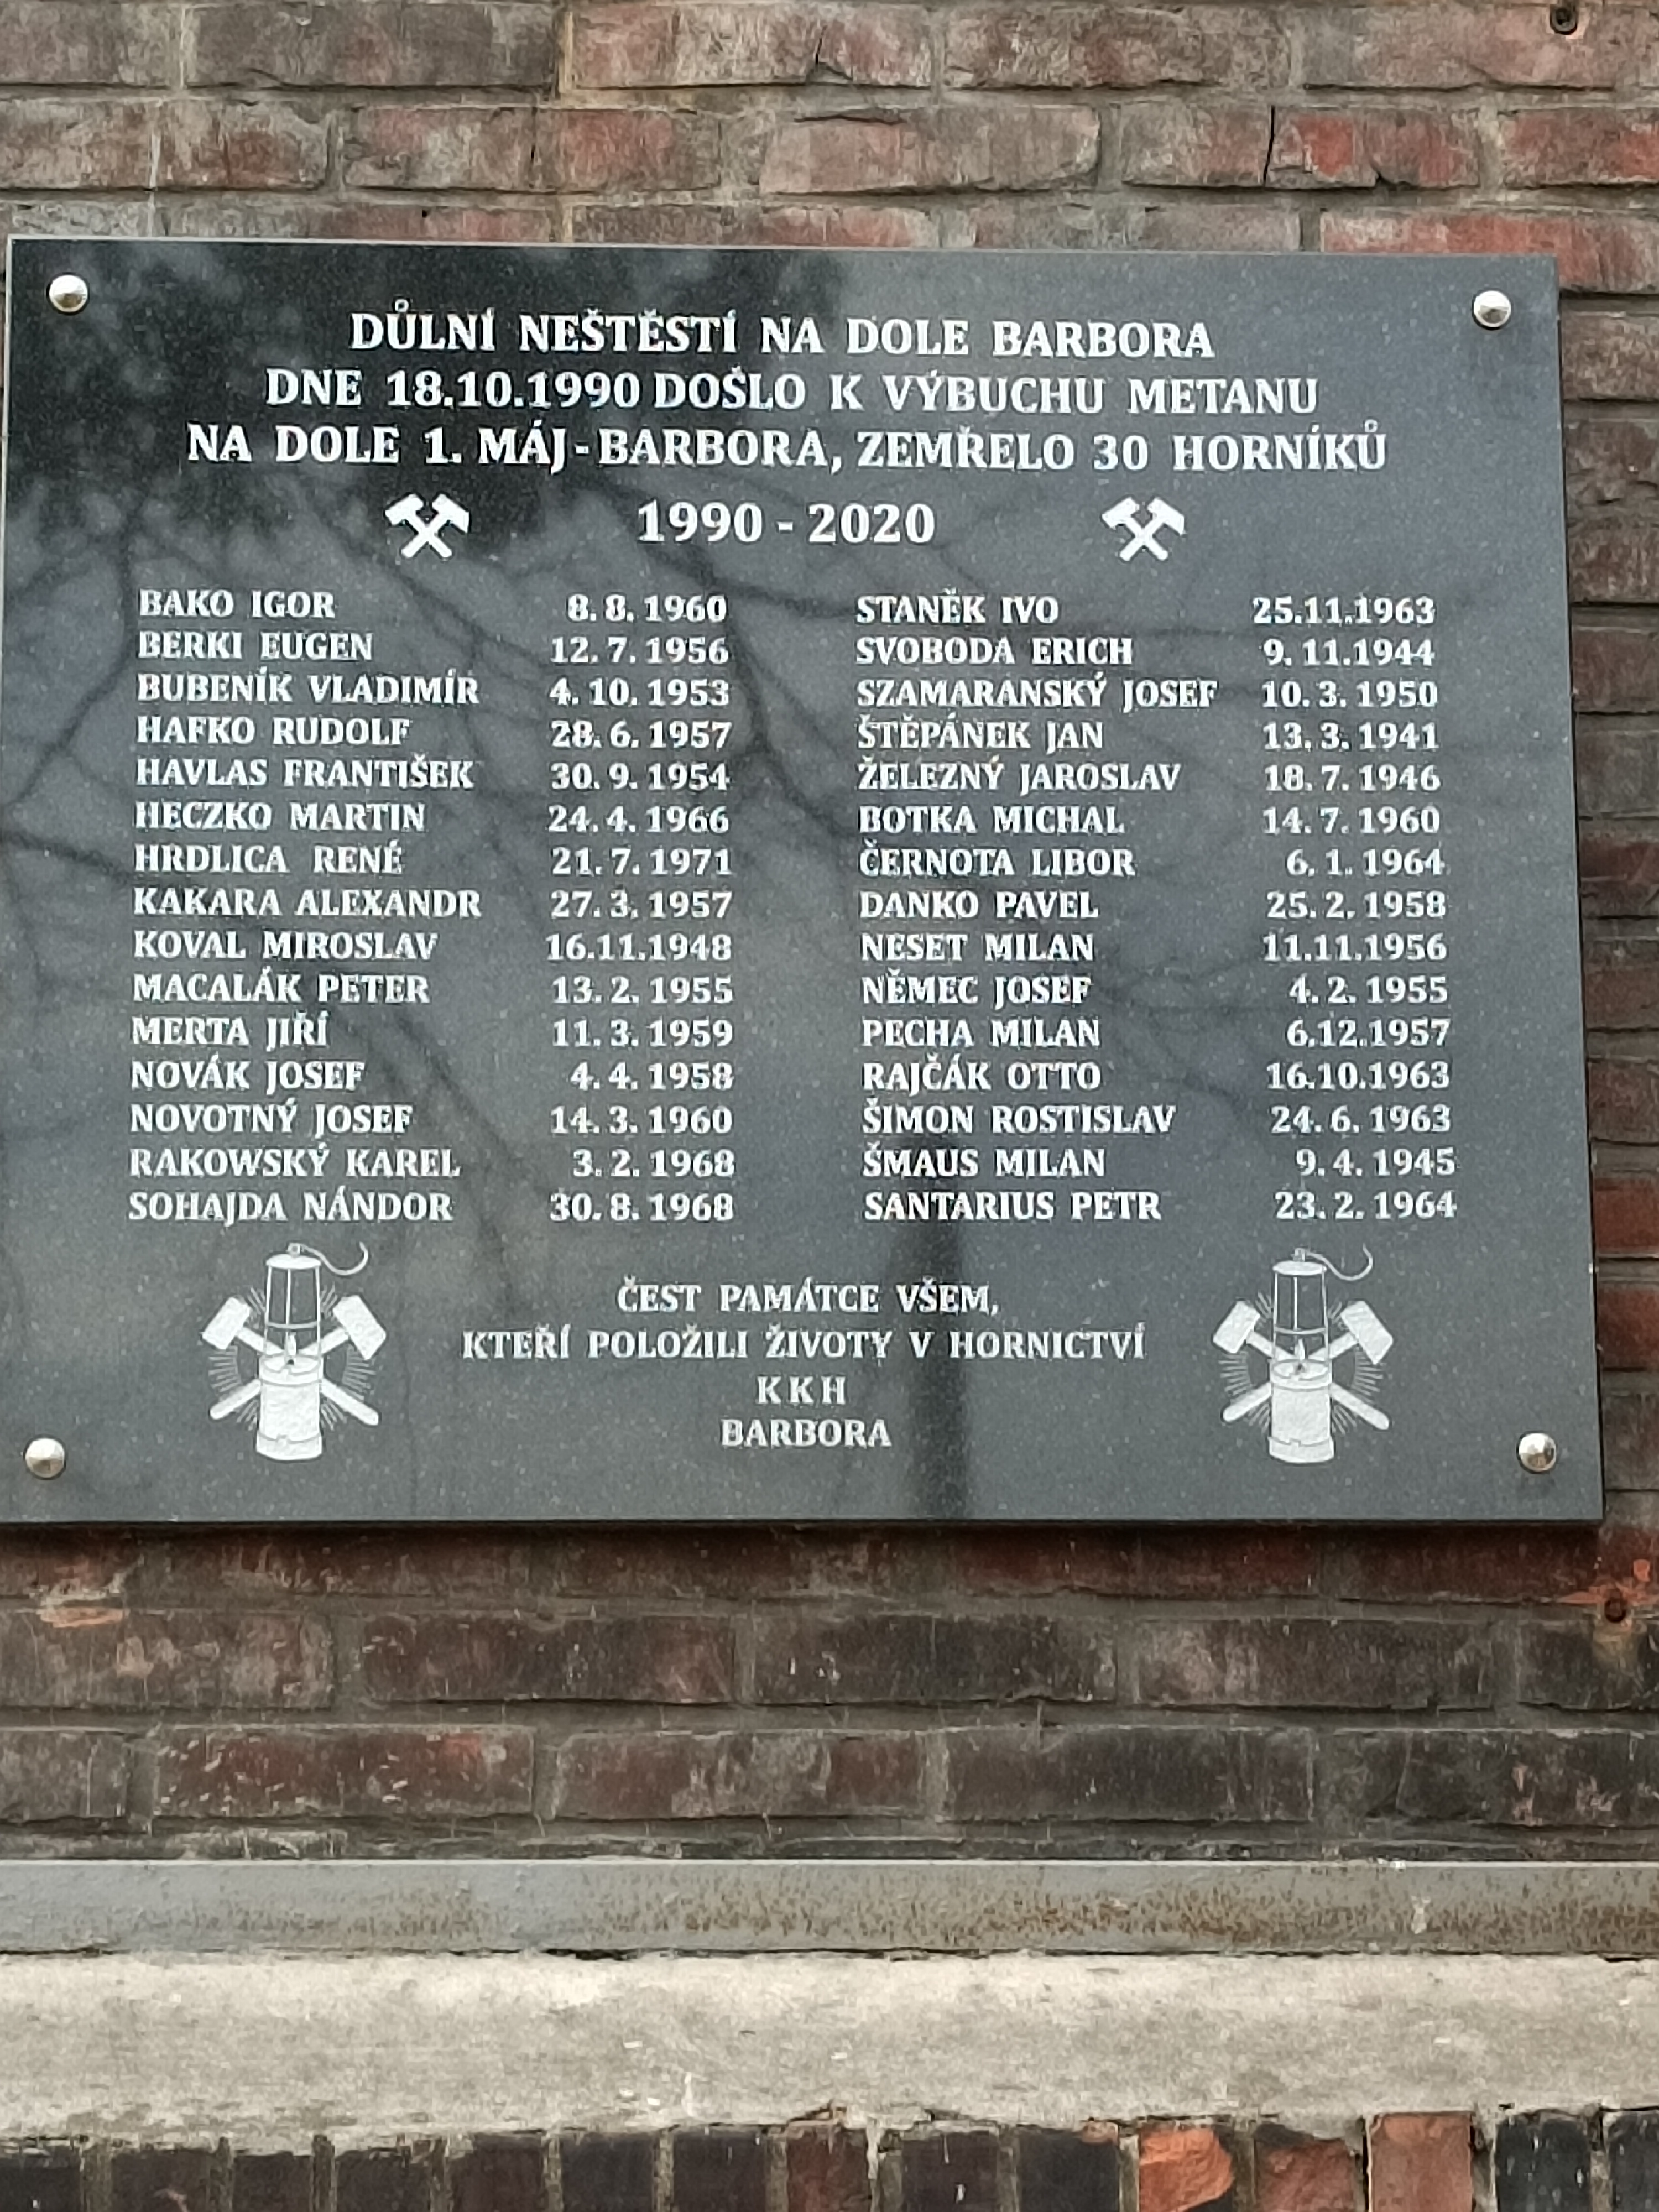 DŮLNÍ NEŠTĚSTÍ NA DOLE BARBORA
DNE 18.10.1990 DOŠLO K VÝBUCHU METANU
NA DOLE 1. MÁJ - BARBORA, ZEMŘELO 30 HORNÍKŮ
1990 - 2020
BAKO IGOR 8. 8. 1960
BERKI EUGEN 12. 7. 1956
BUBENÍK VLADIMÍR 4. 10. 1953
HAFKO RUDOLF 28. 6. 1957
HAVLAS FRANTIŠEK 30. 9. 1954
HECZKO MARTIN 24. 4. 1966
HRDLICA RENÉ 21. 7. 1971
KAKARA ALEXANDR 27. 3. 1957
KOVAL MIROSLAV 16.11.1948
MACALÁK PETER 13. 2. 1955
MERTA JIŘÍ 11. 3. 1959
NOVÁK JOSEF 4. 4. 1958
NOVOTNÝ JOSEF 14. 3. 1960
RAKOWSKÝ KAREL 3. 2. 1968
SOHAJDA NÁNDOR 30. 8. 1968
STANĚK IVO 25.11.1963
SVOBODA ERICH 9. 11.1944
SZAMARANSKÝ JOSEF 10. 3. 1950
ŠTĚPÁNEK JAN 13. 3. 1941
ŽELEZNÝ JAROSLAV 18. 7. 1946
BOTKA MICHAL 14. 7. 1960
ČERNOTA LIBOR 6. 1. 1964
DANKO PAVEL 25. 2. 1958
NESET MILAN 11.11.1956
NĚMEC JOSEF 4. 2. 1955
PECHA MILAN 6.12.1957
RAJČÁK OTTO 16.10.1963
ŠIMON ROSTISLAV 24. 6. 1963
ŠMAUS MILAN 9. 4. 1945
SANTARIUS PETR 23. 2. 1964
ČEST PAMÁTCE VŠEM,
KTEŘÍ POLOŽILI ŽIVOTY V HORNICTVÍ
K K H
BARBORA